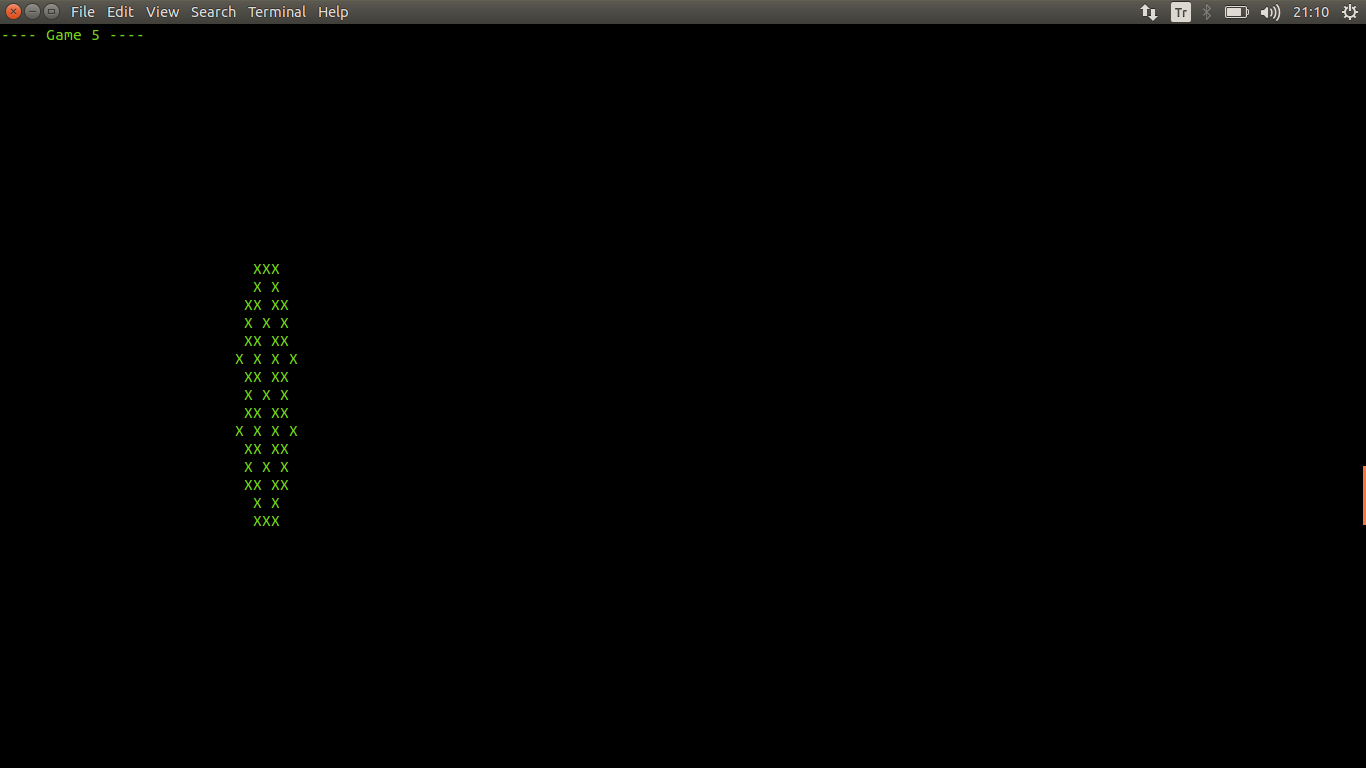 File Edit View Search Terminal Help Tr 21:10
---- Game 5 ----
                            XXX
                            X X
                           XX XX
                           X X X
                           XX XX
                          X X X X
                           XX XX
                           X X X
                           XX XX
                          X X X X
                           XX XX
                           X X X
                           XX XX
                            X X
                            XXX